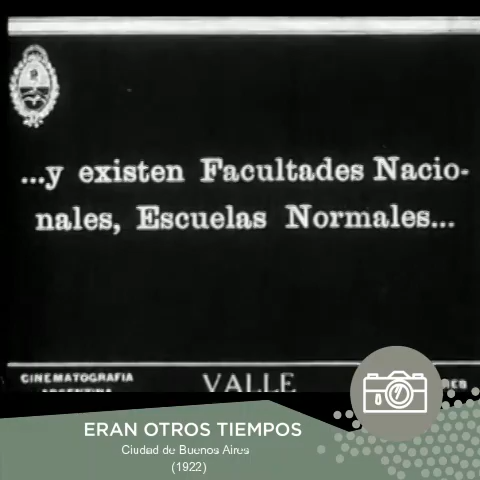 ...y existen Facultades Nacio-
nales, Escuelas Normales...
CINEMATOGRAFIA
VALLE
ERAN OTROS TIEMPOS
Ciudad de Buenos Aires
(1922)